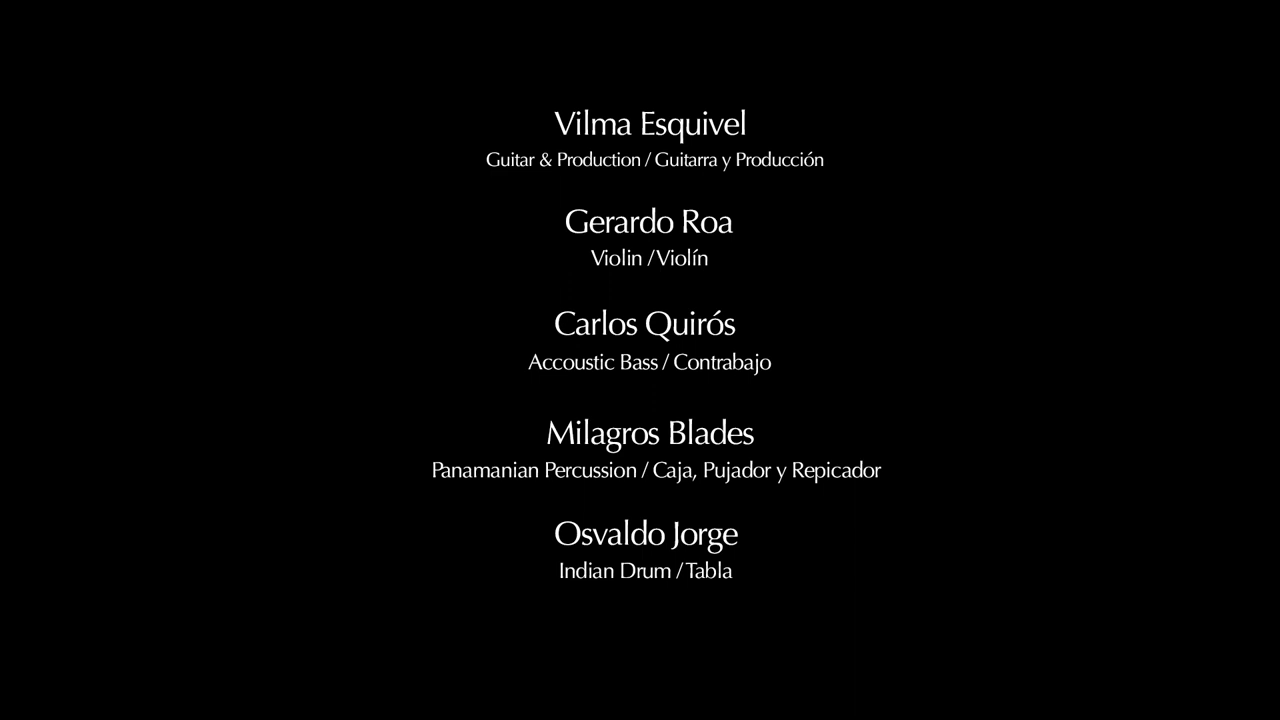 Vilma Esquivel
Guitar & Production / Guitarra y Producción
Gerardo Roa
Violin / Violín
Carlos Quirós
Accoustic Bass / Contrabajo
Milagros Blades
Panamanian Percussion / Caja, Pujador y Repicador
Osvaldo Jorge
Indian Drum / Tabla